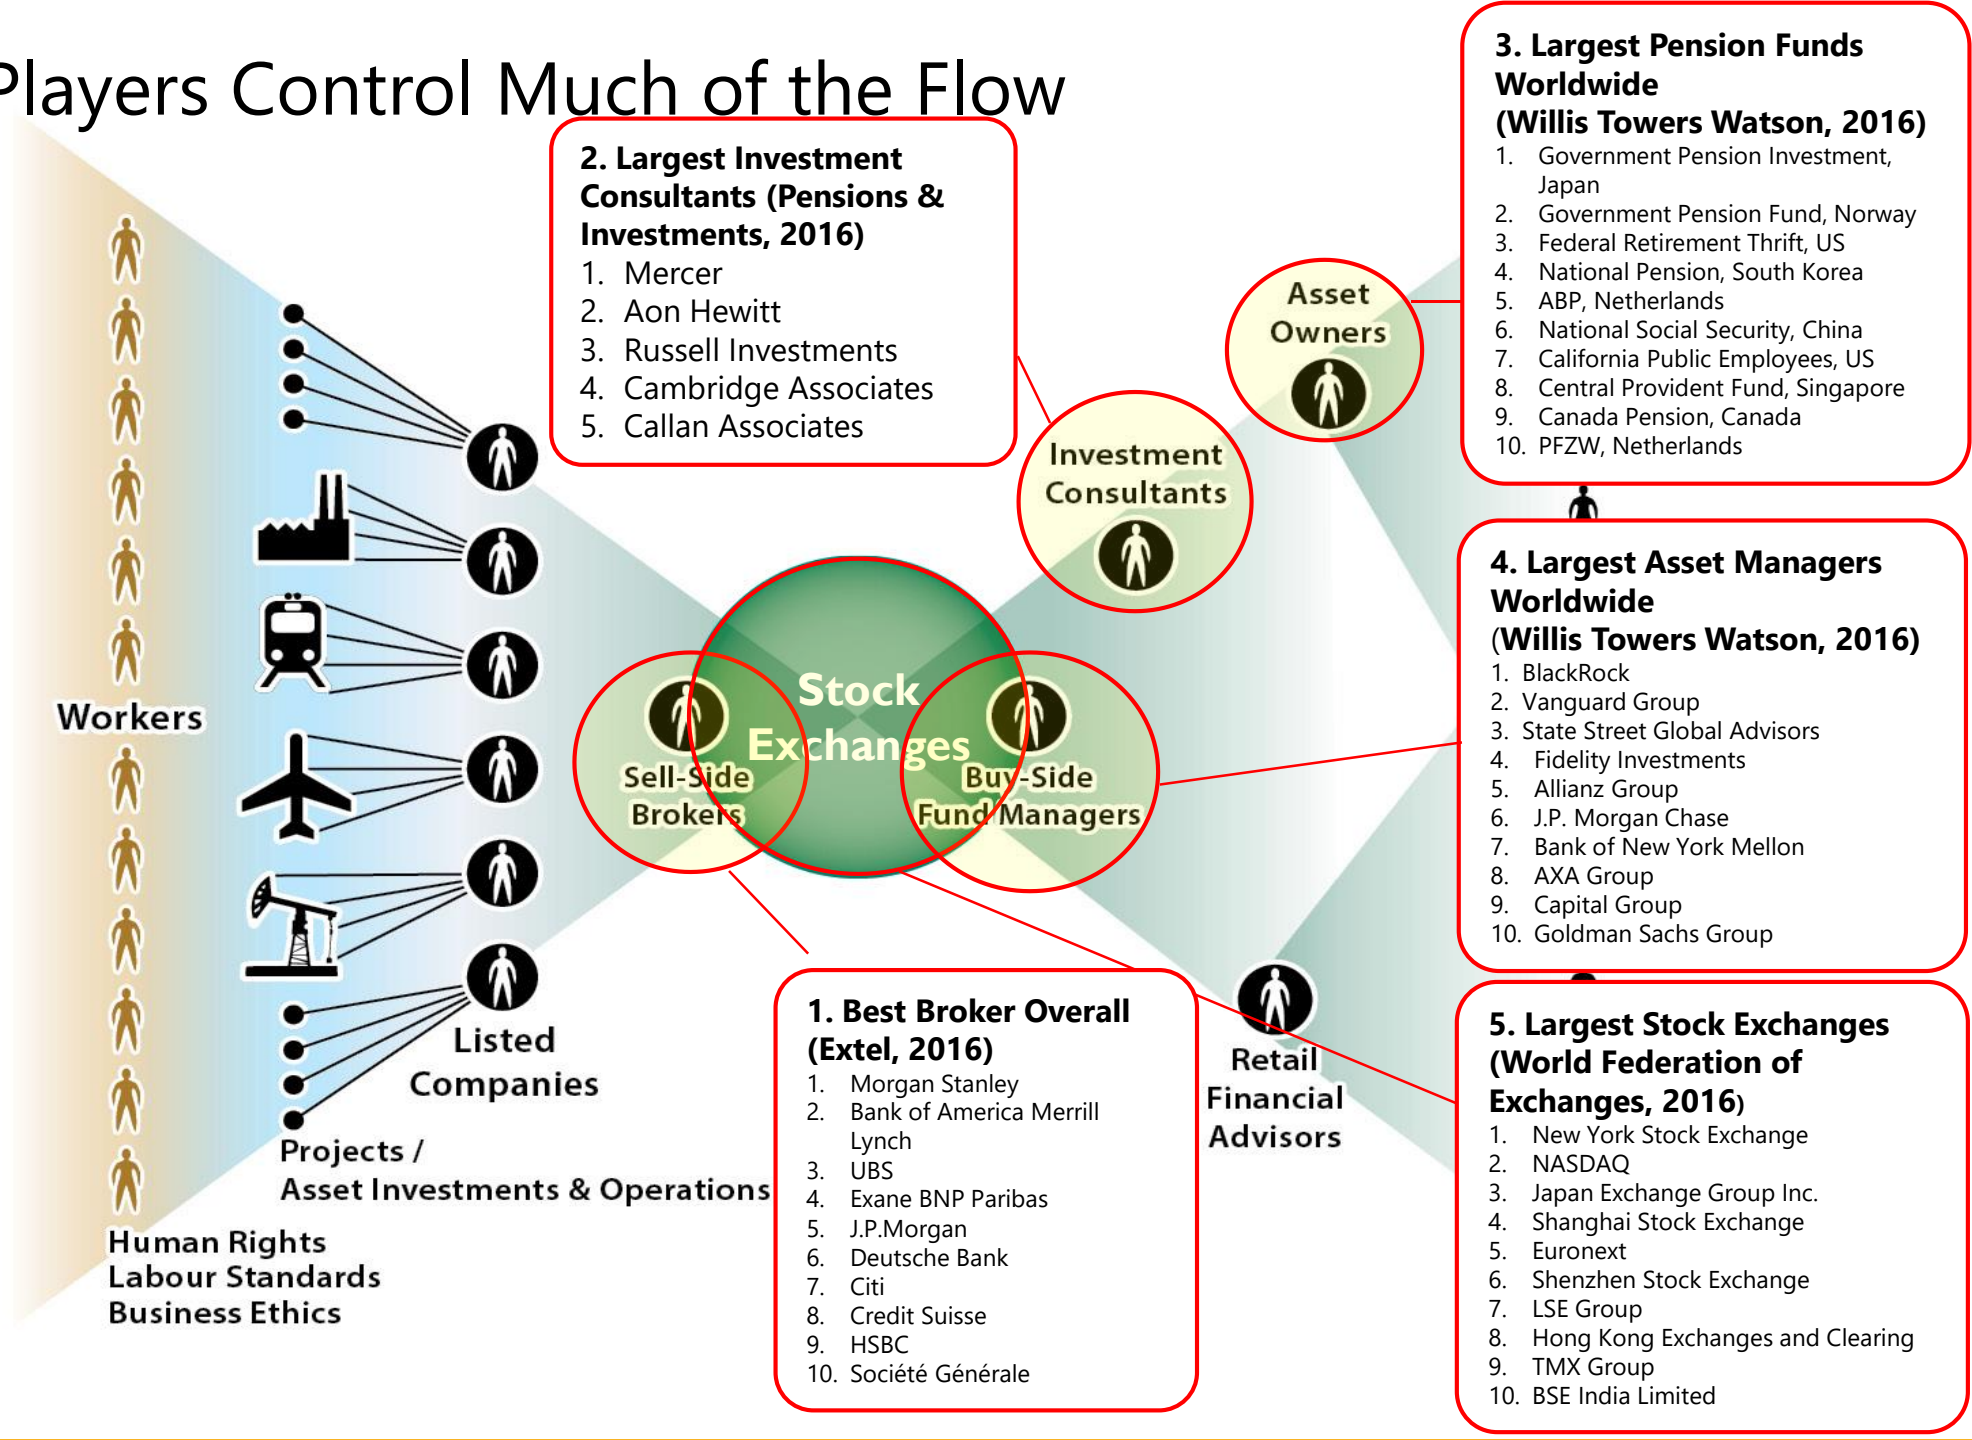 Players Control Much of the Flow
2. Largest Investment
Consultants (Pensions &
Investments, 2016)
1. Mercer
2. Aon Hewitt
3. Russell Investments
4. Cambridge Associates
5. Callan Associates
3. Largest Pension Funds
Worldwide
(Willis Towers Watson, 2016)
1. Government Pension Investment,
Japan
2. Government Pension Fund, Norway
3. Federal Retirement Thrift, US
4. National Pension, South Korea
5. ABP, Netherlands
6. National Social Security, China
7. California Public Employees, US
8. Central Provident Fund, Singapore
9. Canada Pension, Canada
10. PFZW, Netherlands
Asset
Owners
Investment
Consultants
Workers
Stock
Exchanges
Sell-Side
Brokers
Buy-Side
Fund Managers
4. Largest Asset Managers
Worldwide
(Willis Towers Watson, 2016)
1. BlackRock
2. Vanguard Group
3. State Street Global Advisors
4. Fidelity Investments
5. Allianz Group
6. J.P. Morgan Chase
7. Bank of New York Mellon
8. AXA Group
9. Capital Group
10. Goldman Sachs Group
Listed
Companies
Projects /
Asset Investments & Operations
Human Rights
Labour Standards
Business Ethics
1. Best Broker Overall
(Extel, 2016)
1. Morgan Stanley
2. Bank of America Merrill
Lynch
3. UBS
4. Exane BNP Paribas
5. J.P.Morgan
6. Deutsche Bank
7. Citi
8. Credit Suisse
9. HSBC
10. Société Générale
Retail
Financial
Advisors
5. Largest Stock Exchanges
(World Federation of
Exchanges, 2016)
1. New York Stock Exchange
2. NASDAQ
3. Japan Exchange Group Inc.
4. Shanghai Stock Exchange
5. Euronext
6. Shenzhen Stock Exchange
7. LSE Group
8. Hong Kong Exchanges and Clearing
9. TMX Group
10. BSE India Limited